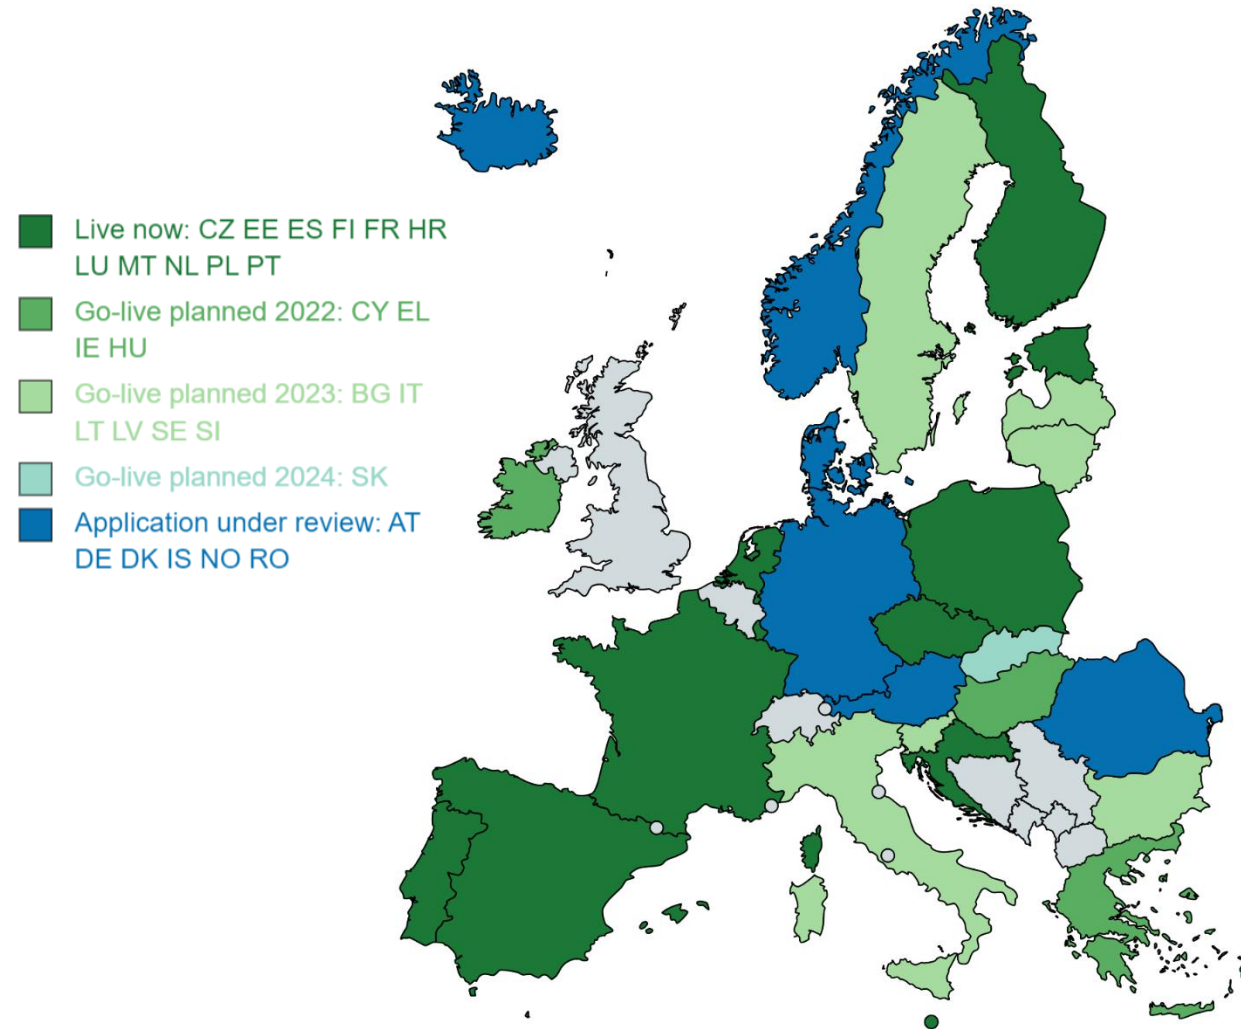 Live now: CZ EE ES FI FR HR
LU MT NL PL PT
Go-live planned 2022: CY EL
IE HU
Go-live planned 2023: BG IT
LT LV SE SI
Go-live planned 2024: SK
Application under review: AT
DE DK IS NO RO